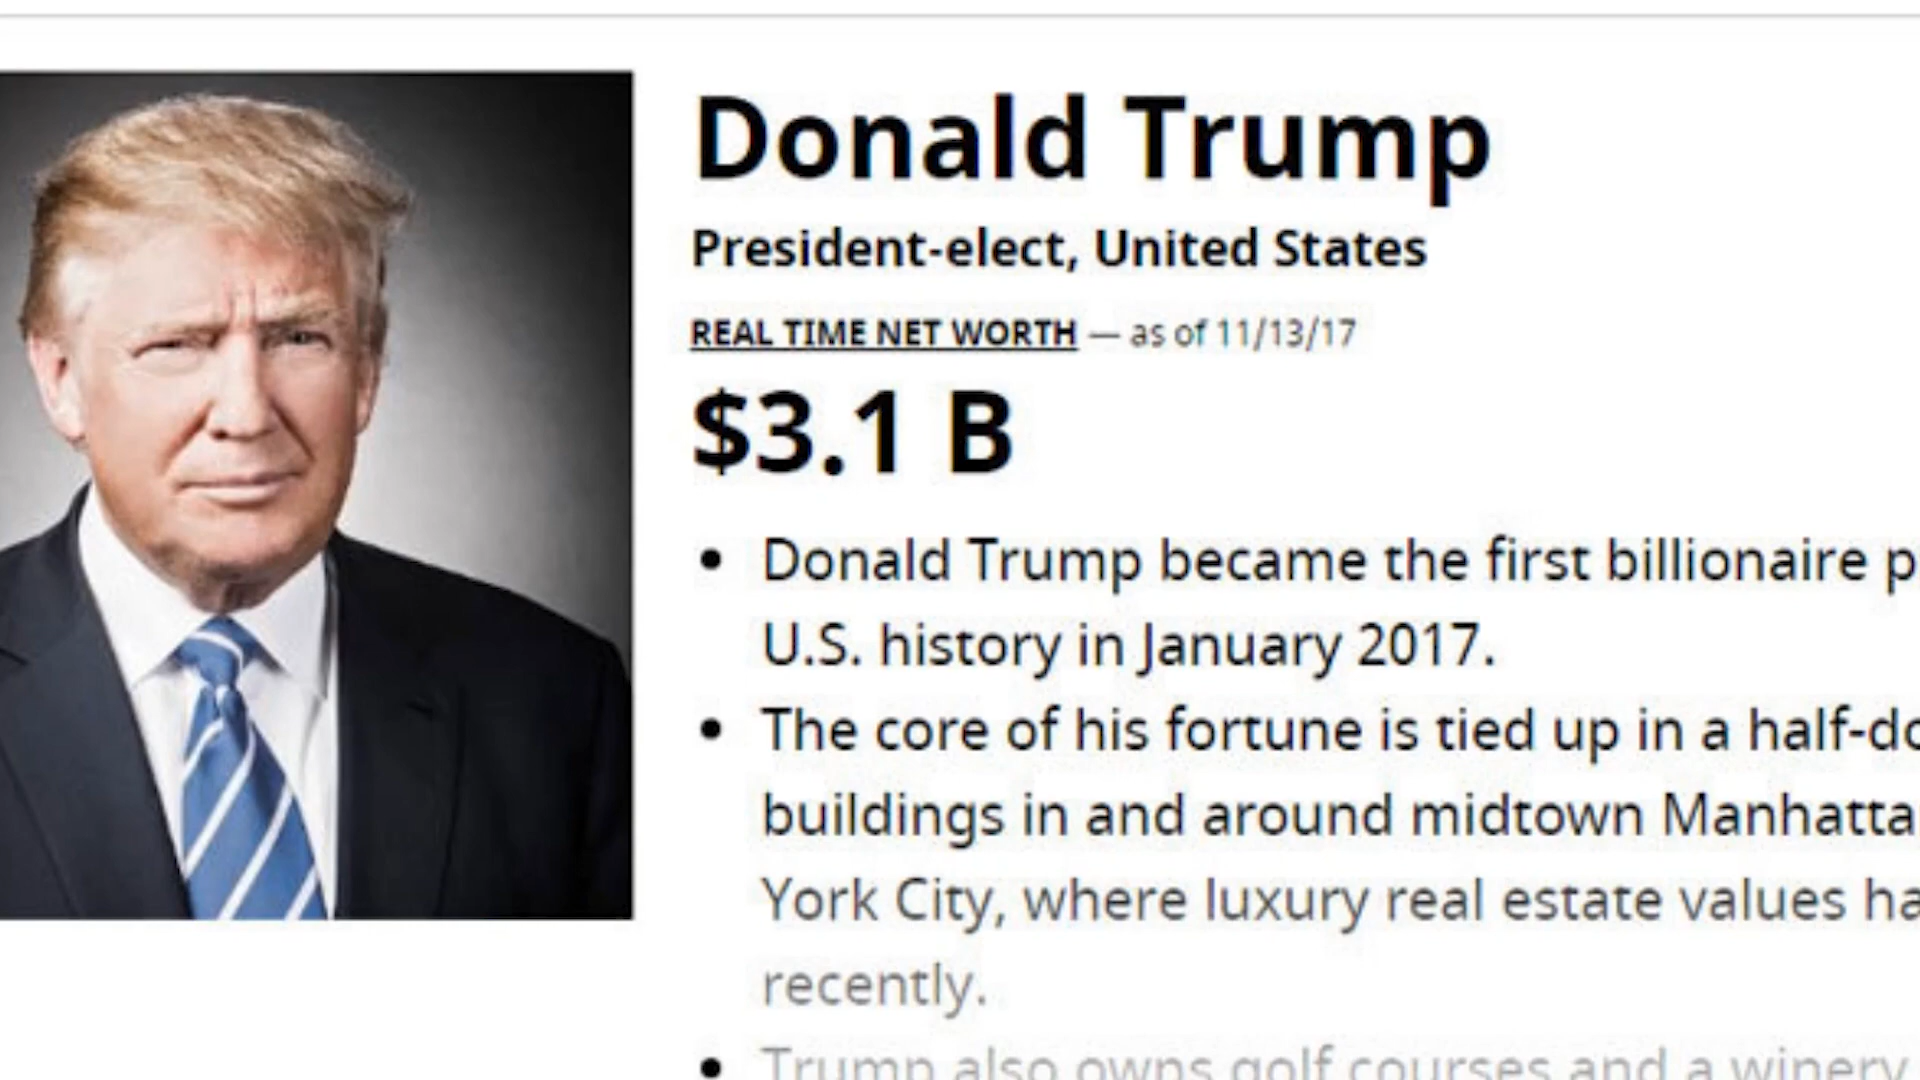 Donald Trump
President-elect, United States
REAL TIME NET WORTH — as of 11/13/17
$3.1 B
• Donald Trump became the first billionaire
U.S. history in January 2017.
• The core of his fortune is tied up in a
buildings in and around midtown
York City, where luxury real estate values
recently.
• Trump also owns golf courses and a winery